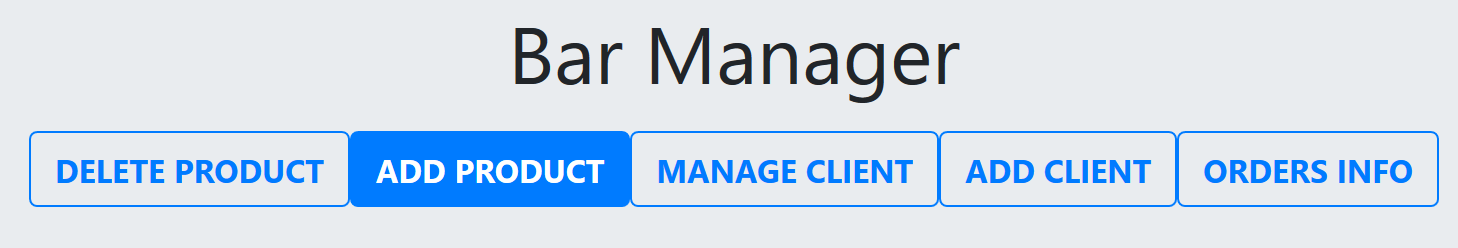 Bar Manager
DELETE PRODUCT ADD PRODUCT MANAGE CLIENT ADD CLIENT ORDERS INFO